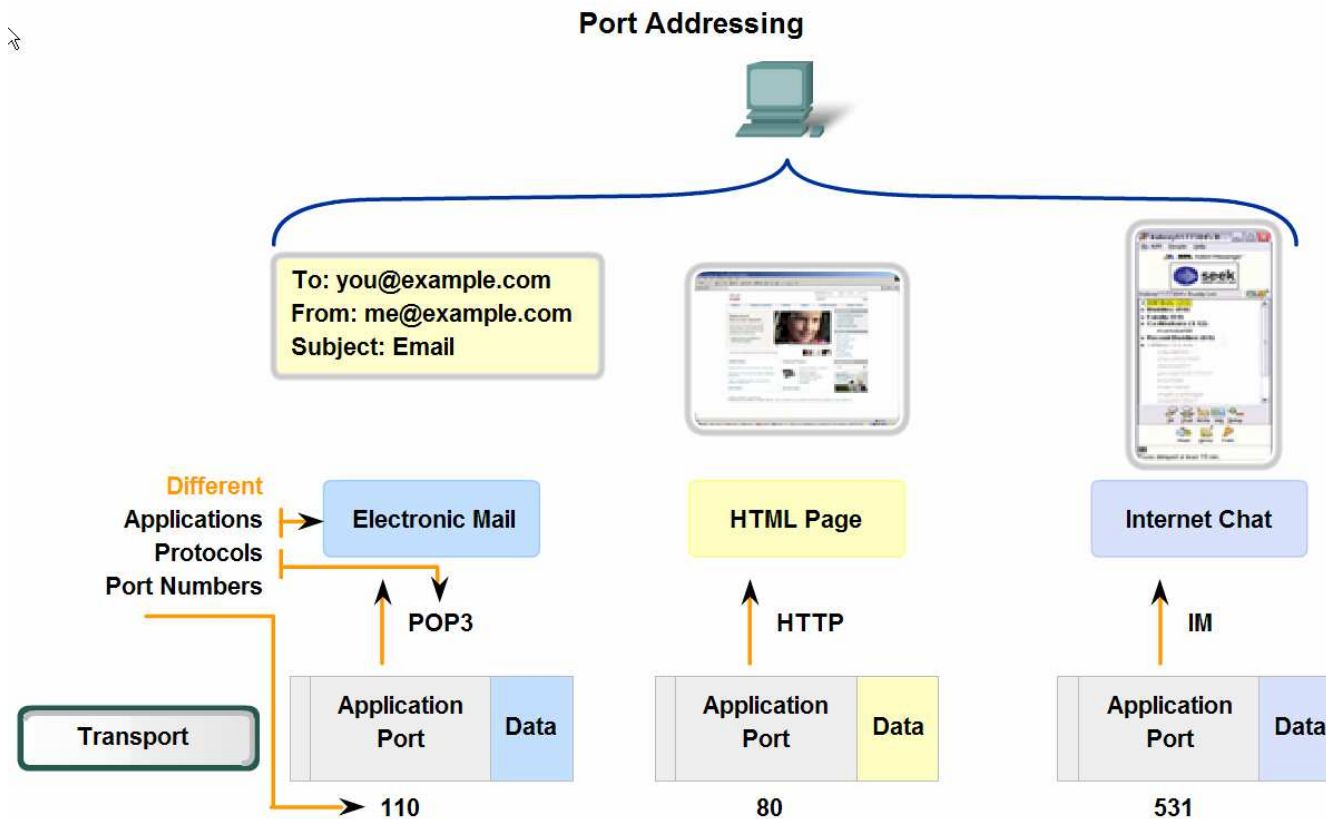 Port Addressing
To: you@example.com
From: me@example.com
Subject: Email
seek
Different
Applications
Protocols
Port Numbers
Electronic Mail
HTML Page
Internet Chat
POP3
HTTP
IM
Transport
Application
Port
Data
Application
Port
Data
Application
Port
Data
110
80
531